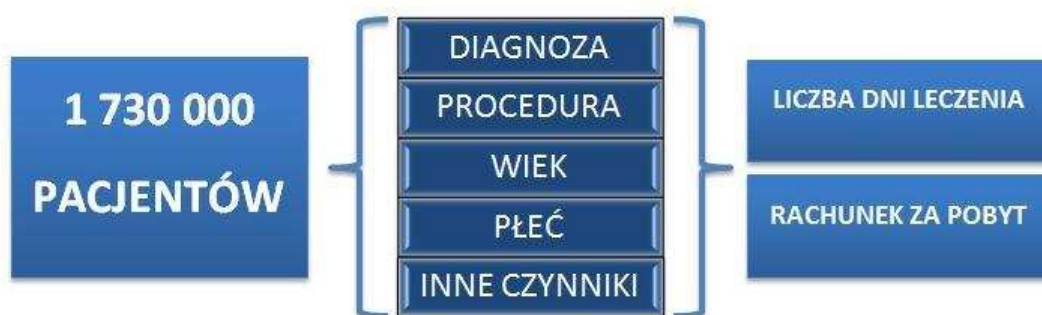 1 730 000
PACJENTÓW
DIAGNOZA
PROCEDURA
WIEK
PŁEĆ
INNE CZYNNIKI
LICZBA DNI LECZENIA
RACHUNEK ZA POBYT